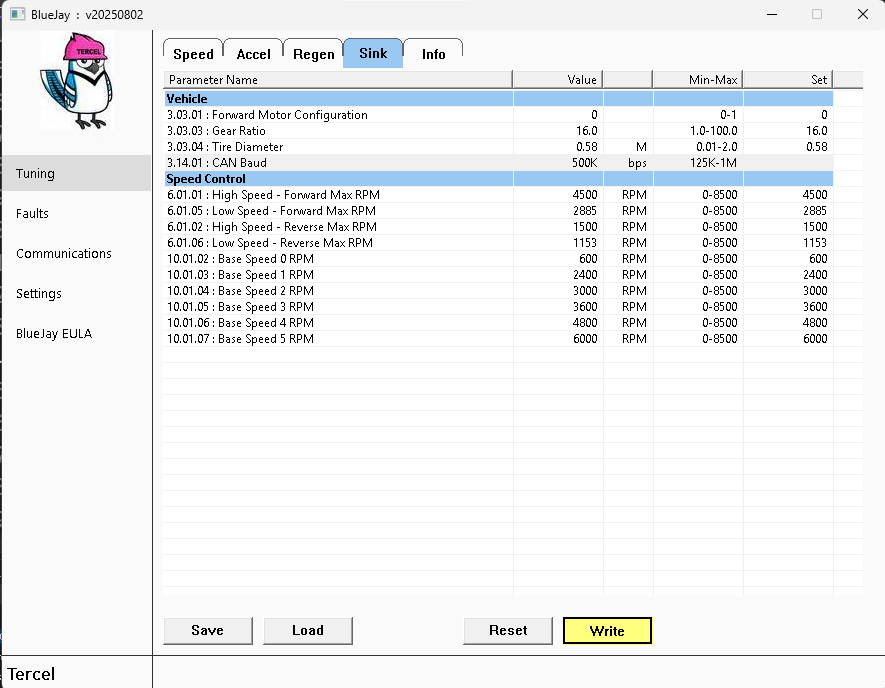 BlueJay : v20250802
TERCEL
Speed Accel Regen Sink Info
Parameter Name Value Min-Max Set
Vehicle
3.03.01 : Forward Motor Configuration 0 0-1 0
3.03.03 : Gear Ratio 16.0 1.0-100.0 16.0
3.03.04 : Tire Diameter 0.58 M 0.01-2.0 0.58
3.14.01 : CAN Baud 500K bps 125K-1M
Speed Control
6.01.01 : High Speed - Forward Max RPM 4500 RPM 0-8500 4500
6.01.05 : Low Speed - Forward Max RPM 2885 RPM 0-8500 2885
6.01.02 : High Speed - Reverse Max RPM 1500 RPM 0-8500 1500
6.01.06 : Low Speed - Reverse Max RPM 1153 RPM 0-8500 1153
10.01.02 : Base Speed 0 RPM 600 RPM 0-8500 600
10.01.03 : Base Speed 1 RPM 2400 RPM 0-8500 2400
10.01.04 : Base Speed 2 RPM 3000 RPM 0-8500 3000
10.01.05 : Base Speed 3 RPM 3600 RPM 0-8500 3600
10.01.06 : Base Speed 4 RPM 4800 RPM 0-8500 4800
10.01.07 : Base Speed 5 RPM 6000 RPM 0-8500 6000
Tuning
Faults
Communications
Settings
BlueJay EULA
Save Load Reset Write
Tercel